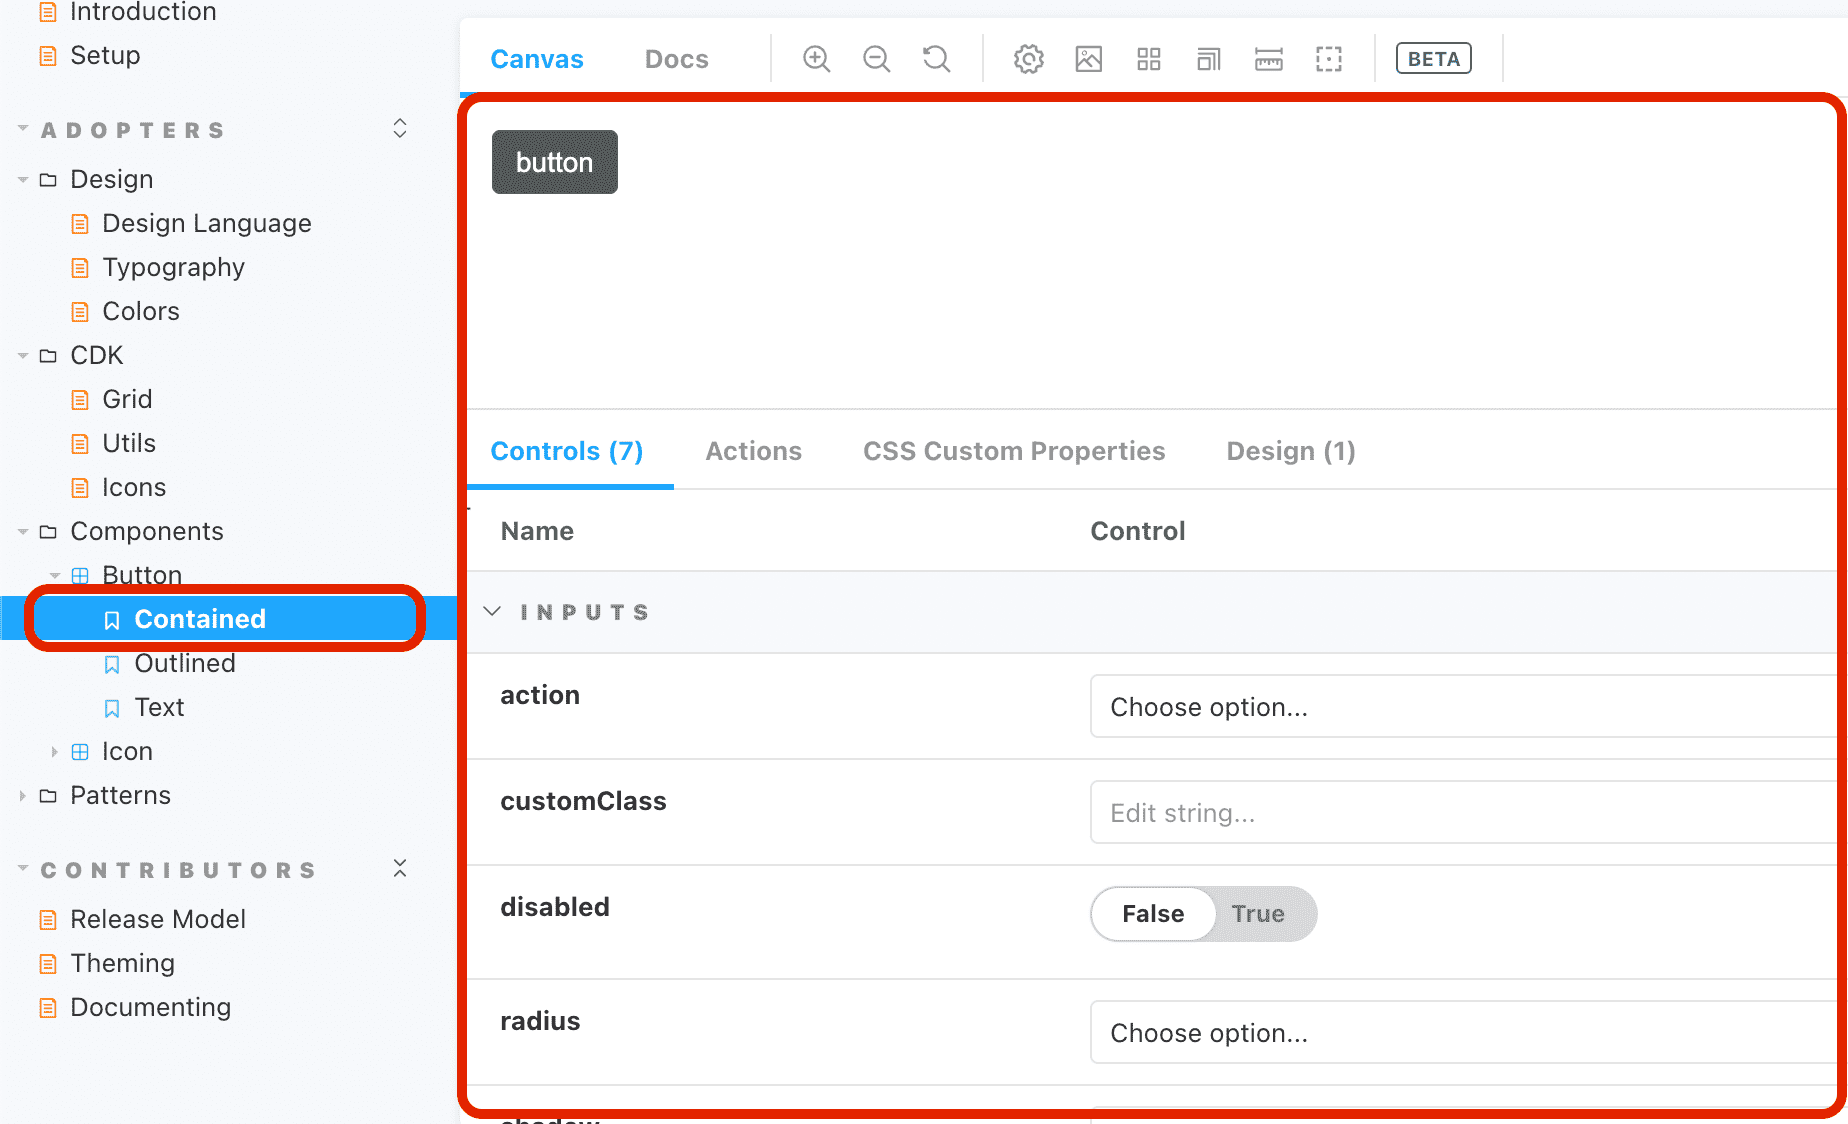 Introduction
Setup
ADOPTERS
Design
Design Language
Typography
Colors
CDK
Grid
Utils
Icons
Components
Button
Contained
Outlined
Text
Icon
Patterns
CONTRIBUTORS
Release Model
Theming
Documenting
Canvas Docs BETA
button
Controls (7) Actions CSS Custom Properties Design (1)
Name Control
INPUTS
action Choose option...
customClass Edit string...
disabled False True
radius Choose option...